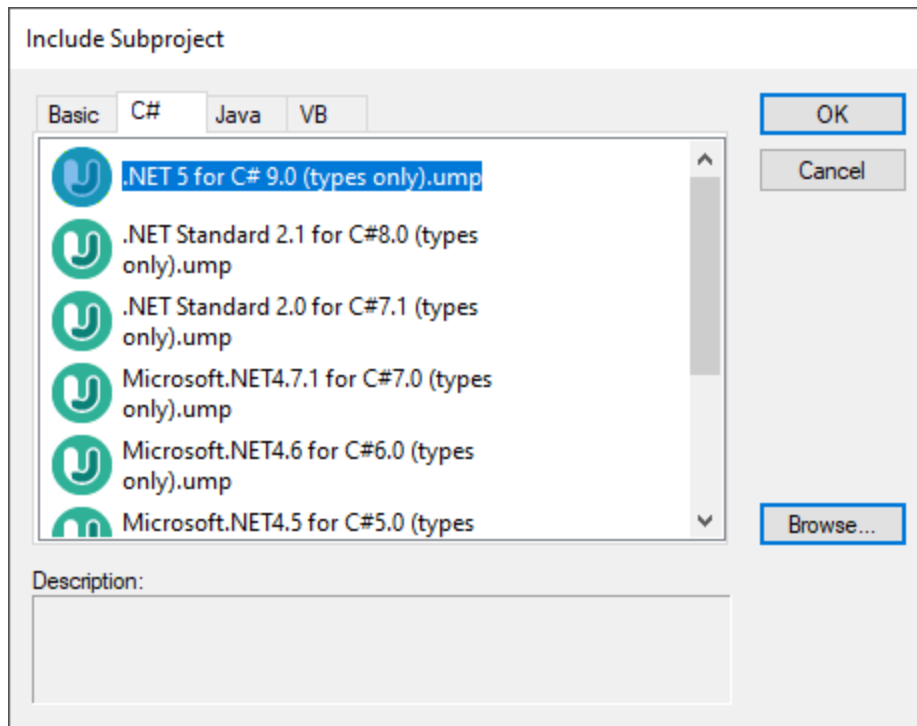 Include Subproject
Basic C# Java VB
OK
Cancel
.NET 5 for C# 9.0 (types only).ump
.NET Standard 2.1 for C#8.0 (types
only).ump
.NET Standard 2.0 for C#7.1 (types
only).ump
Microsoft.NET4.7.1 for C#7.0 (types
only).ump
Microsoft.NET4.6 for C#6.0 (types
only).ump
Microsoft.NET4.5 for C#5.0 (types
Browse...
Description: